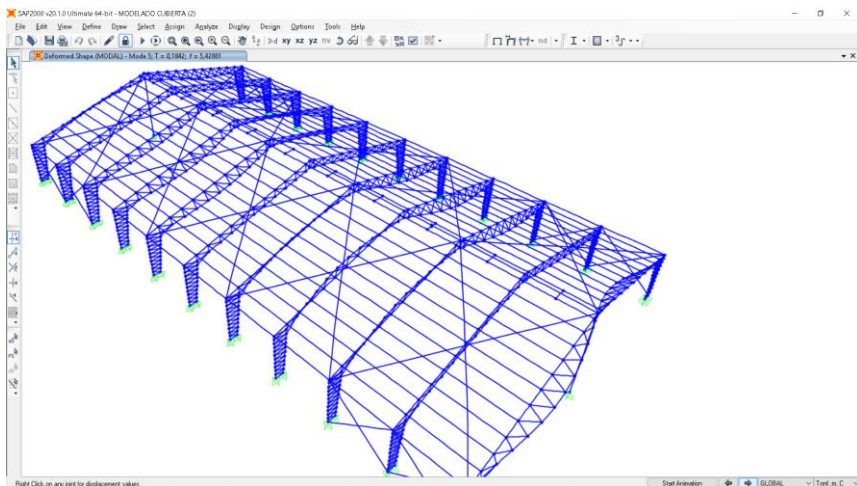 SAP2000 v20.1.0 Ultimate 64-bit - MODELADO CUBIERTA (2)
File Edit View Define Draw Select Assign Analyze Display Design Options Tools Help
3-d xy xz yz nv
nd
Deformed Shape (MODAL) - Mode 5; T = 0,1842; f = 5,42881
Right Click on any joint for displacement values
Start Animation
GLOBAL
Tonf, m, C